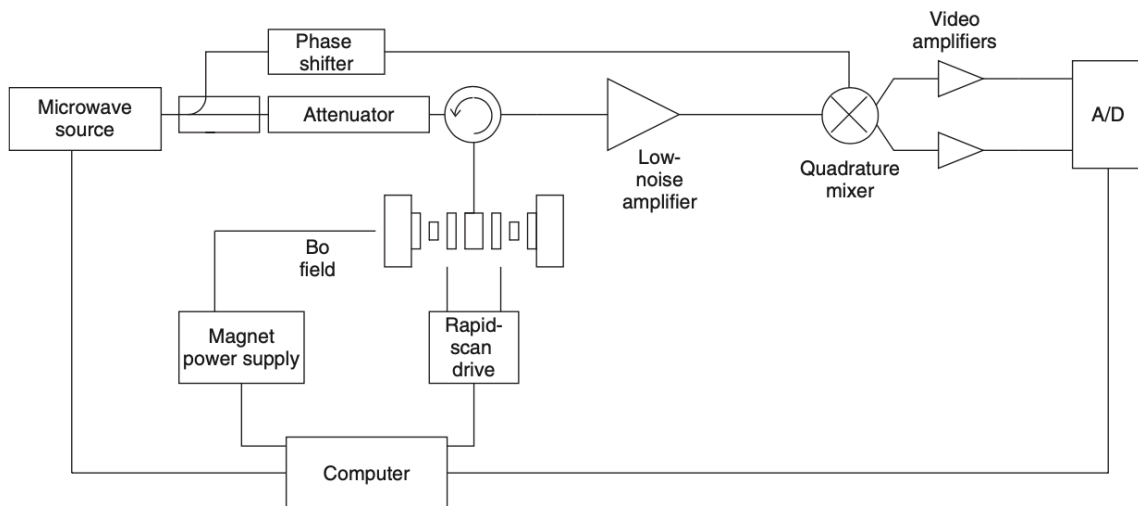 Phase
shifter
Video
amplifiers
Microwave
source
Attenuator
A/D
Low-
noise
amplifier
Quadrature
mixer
Bo
field
Magnet
power supply
Rapid-
scan
drive
Computer